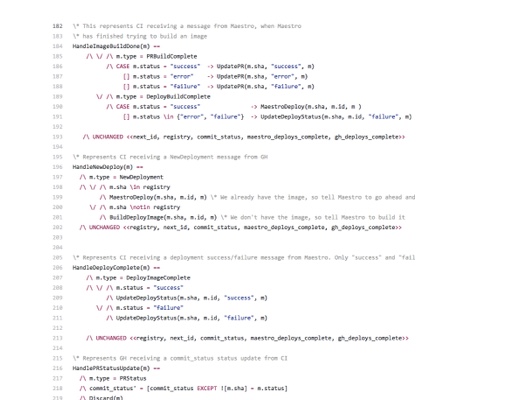 182 \* This represents CI receiving a message from Maestro, when Maestro
183 \* has finished trying to build an image
184 HandleImageBuildDone(m) ==
185 /\ \/ /\ m.type = PRBuildComplete
186 /\ CASE m.status = "success" -> UpdatePR(m.sha, "success", m)
187 [] m.status = "error" -> UpdatePR(m.sha, "error", m)
188 [] m.status = "failure" -> UpdatePR(m.sha, "failure", m)
189 \/ /\ m.type = DeployBuildComplete
190 /\ CASE m.status = "success" -> MaestroDeploy(m.sha, m.id, m )
191 [] m.status \in {"error", "failure"} -> UpdateDeployStatus(m.sha, m.id, "failure", m)
192
193 /\ UNCHANGED <<next_id, registry, commit_status, maestro_deploys_complete, gh_deploys_complete>>
194
195 \* Represents CI receiving a NewDeployment message from GH
196 HandleNewDeploy(m) ==
197 /\ m.type = NewDeployment
198 /\ \/ /\ m.sha \in registry
199 /\ MaestroDeploy(m.sha, m.id, m) \* We already have the image, so tell Maestro to go ahead and
200 \/ /\ m.sha \notin registry
201 /\ BuildDeployImage(m.sha, m.id, m) \* We don't have the image, so tell Maestro to build it
202 /\ UNCHANGED <<registry, next_id, commit_status, maestro_deploys_complete, gh_deploys_complete>>
203
204
205 \* Represents CI receiving a deployment success/failure message from Maestro. Only "success" and "fail
206 HandleDeployComplete(m) ==
207 /\ m.type = DeployImageComplete
208 /\ \/ /\ m.status = "success"
209 /\ UpdateDeployStatus(m.sha, m.id, "success", m)
210 \/ /\ m.status = "failure"
211 /\ UpdateDeployStatus(m.sha, m.id, "failure", m)
212
213 /\ UNCHANGED <<registry, next_id, commit_status, maestro_deploys_complete, gh_deploys_complete>>
214
215 \* Represents GH receiving a commit_status status update from CI
216 HandlePRStatusUpdate(m) ==
217 /\ m.type = PRStatus
218 /\ commit_status' = [commit_status EXCEPT ![m.sha] = m.status]
219 /\ Discard(m)